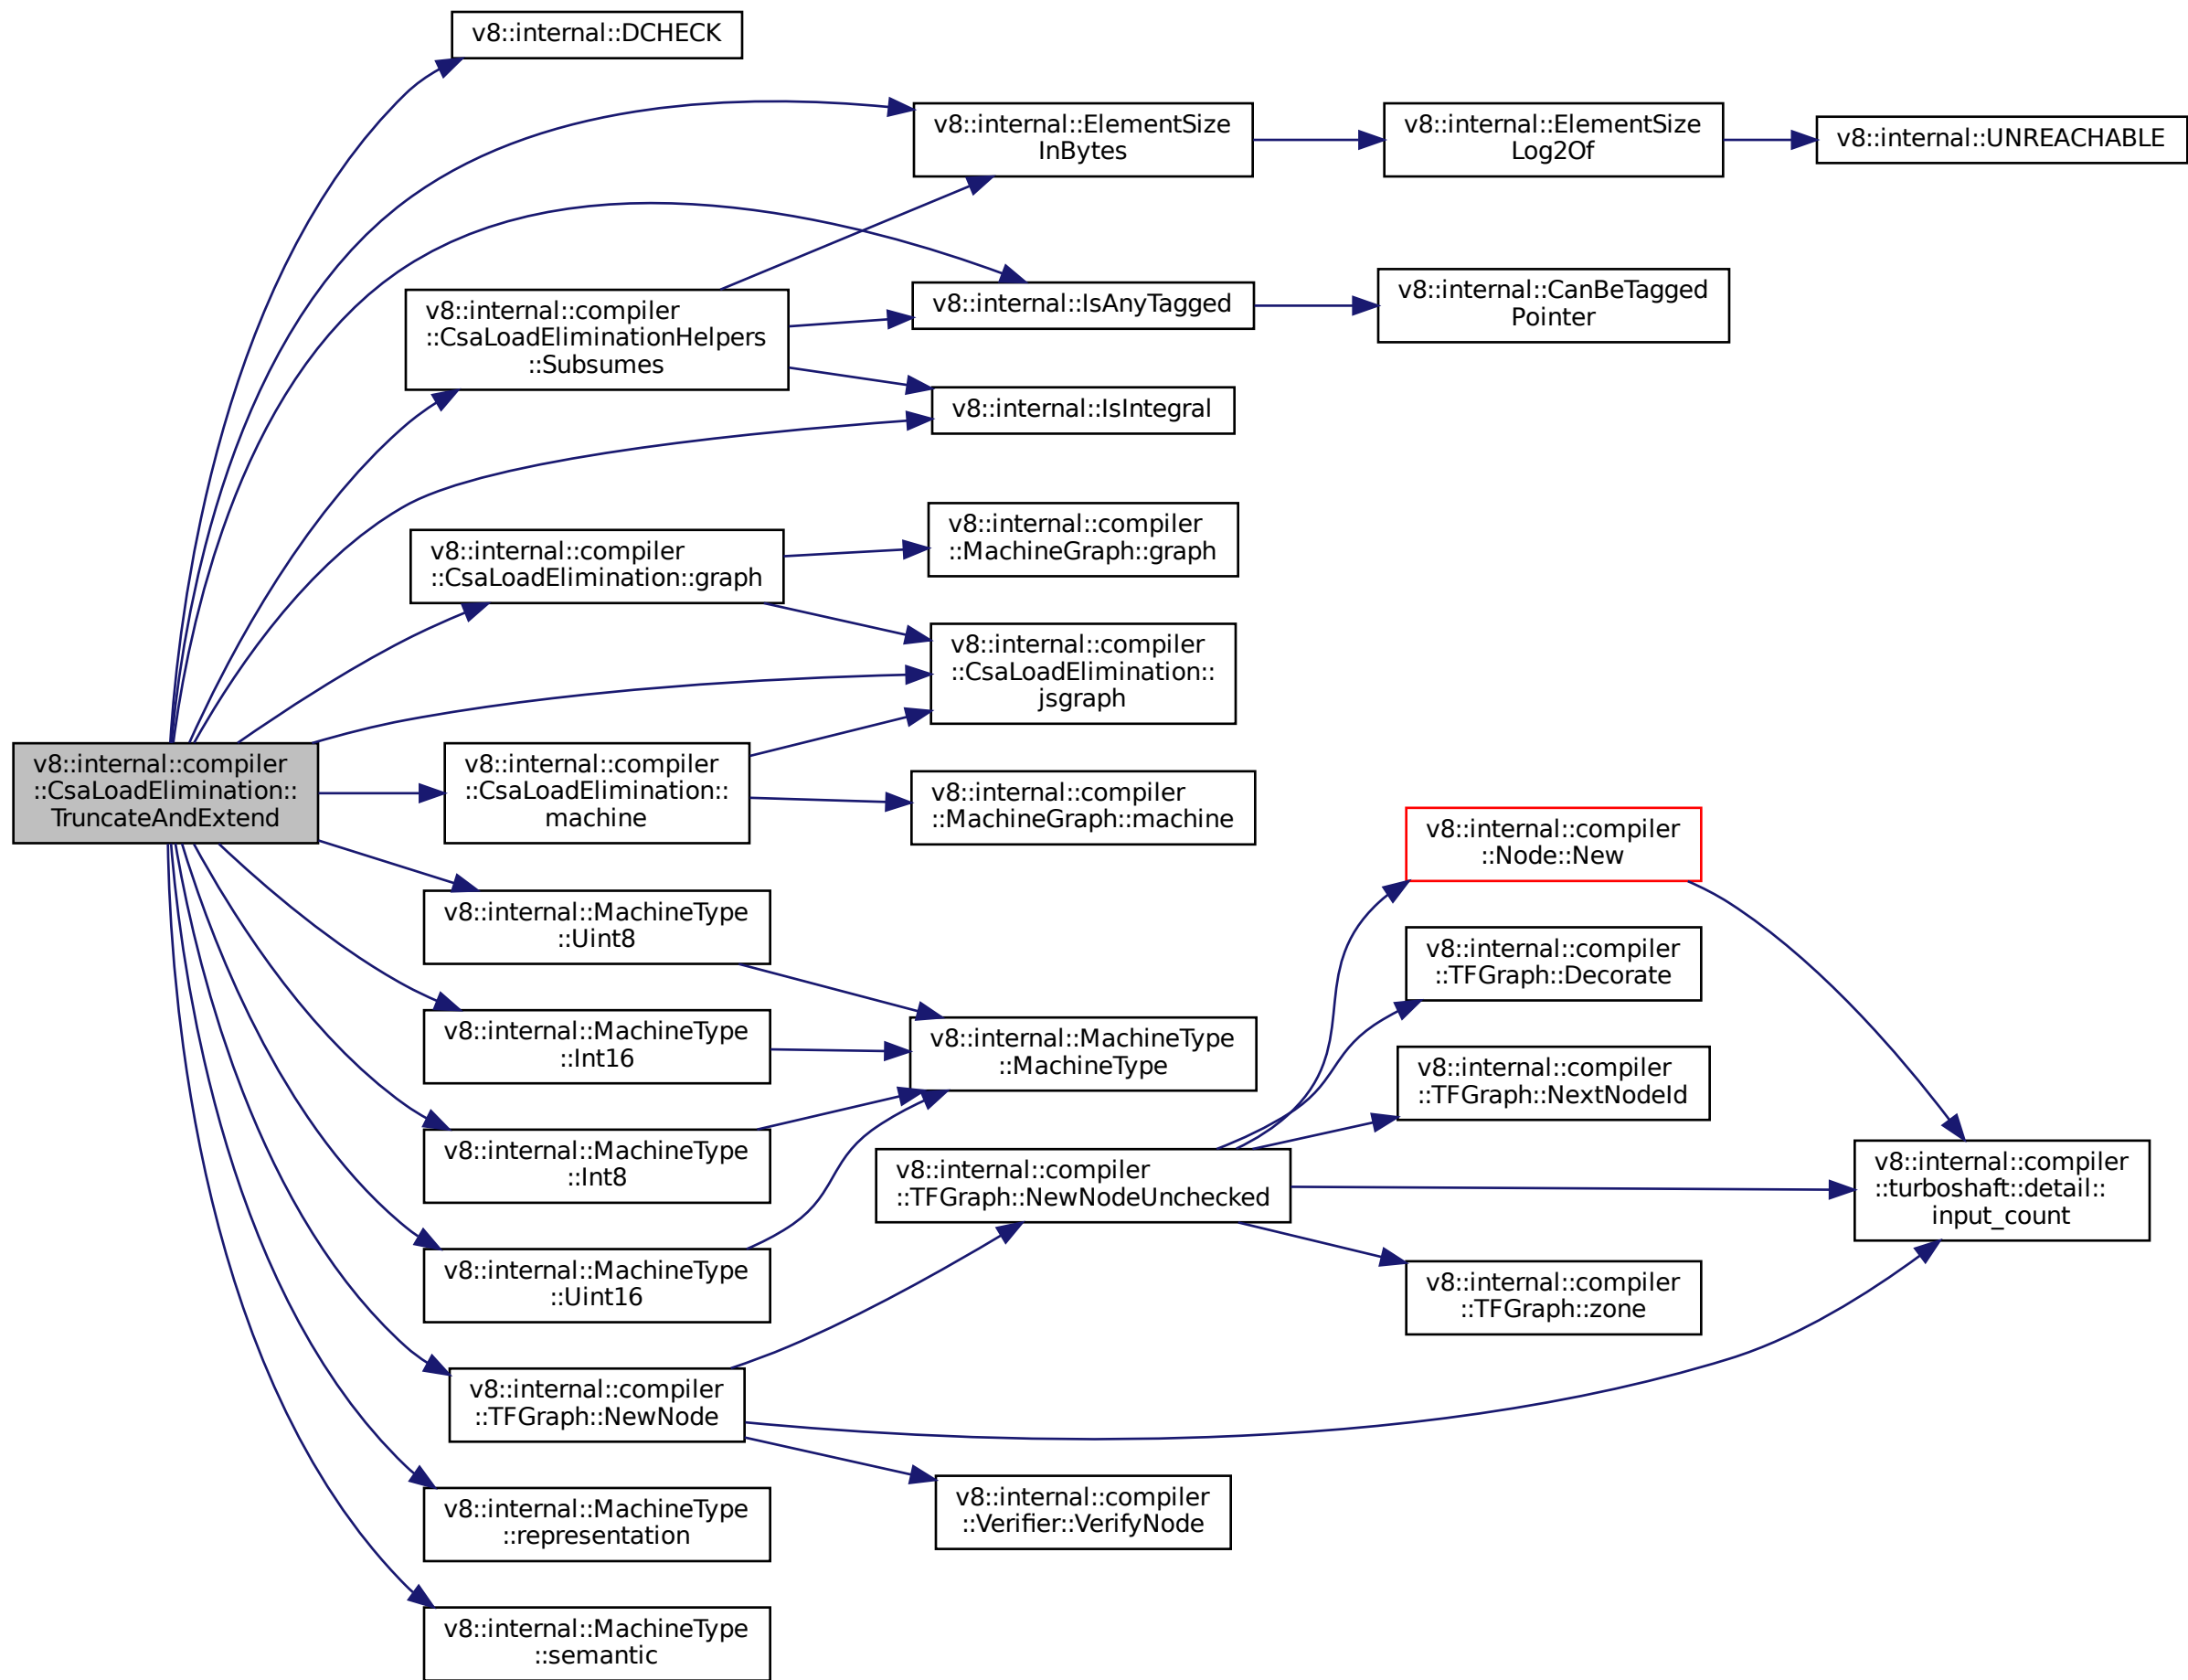 v8::internal::DCHECK
v8::internal::ElementSize
InBytes
v8::internal::ElementSize
Log2Of
v8::internal::UNREACHABLE
v8::internal::compiler
::CsaLoadEliminationHelpers
::Subsumes
v8::internal::IsAnyTagged
v8::internal::CanBeTagged
Pointer
v8::internal::IsIntegral
v8::internal::compiler
::CsaLoadElimination::graph
v8::internal::compiler
::MachineGraph::graph
v8::internal::compiler
::CsaLoadElimination::
jsgraph
v8::internal::compiler
::CsaLoadElimination::
TruncateAndExtend
v8::internal::compiler
::CsaLoadElimination::
machine
v8::internal::compiler
::MachineGraph::machine
v8::internal::compiler
::Node::New
v8::internal::MachineType
::Uint8
v8::internal::compiler
::TFGraph::Decorate
v8::internal::MachineType
::Int16
v8::internal::MachineType
::MachineType
v8::internal::compiler
::TFGraph::NextNodeId
v8::internal::MachineType
::Int8
v8::internal::compiler
::TFGraph::NewNodeUnchecked
v8::internal::compiler
::turboshaft::detail::
input_count
v8::internal::MachineType
::Uint16
v8::internal::compiler
::TFGraph::zone
v8::internal::compiler
::TFGraph::NewNode
v8::internal::compiler
::Verifier::VerifyNode
v8::internal::MachineType
::representation
v8::internal::MachineType
::semantic